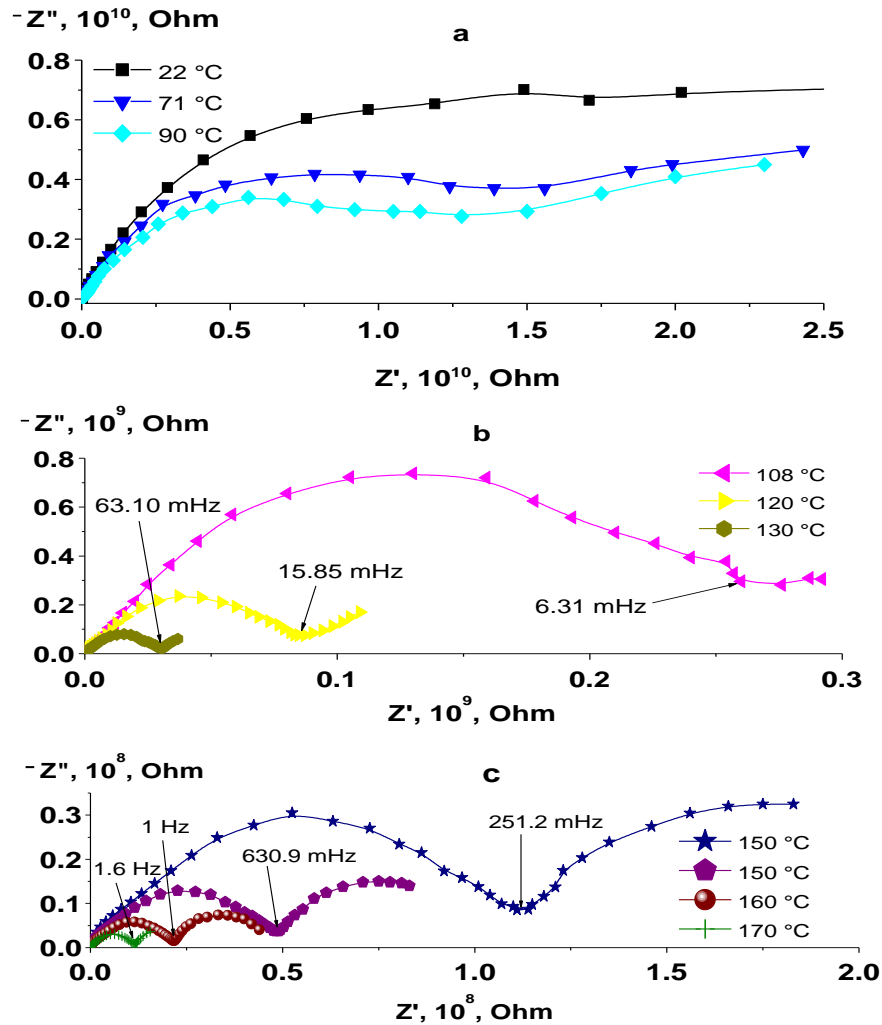 -Z", 10^10, Ohm
a
0.8
0.6
0.4
0.2
0.0
22 °C
71 °C
90 °C
0.0 0.5 1.0 1.5 2.0 2.5
Z', 10^10, Ohm
-Z", 10^9, Ohm
b
0.8
0.6
0.4
0.2
0.0
63.10 mHz
15.85 mHz
6.31 mHz
108 °C
120 °C
130 °C
0.0 0.1 0.2 0.3
Z', 10^9, Ohm
-Z", 10^8, Ohm
c
0.3
0.2
0.1
0.0
1.6 Hz
1 Hz
630.9 mHz
251.2 mHz
150 °C
150 °C
160 °C
170 °C
0.0 0.5 1.0 1.5 2.0
Z', 10^8, Ohm